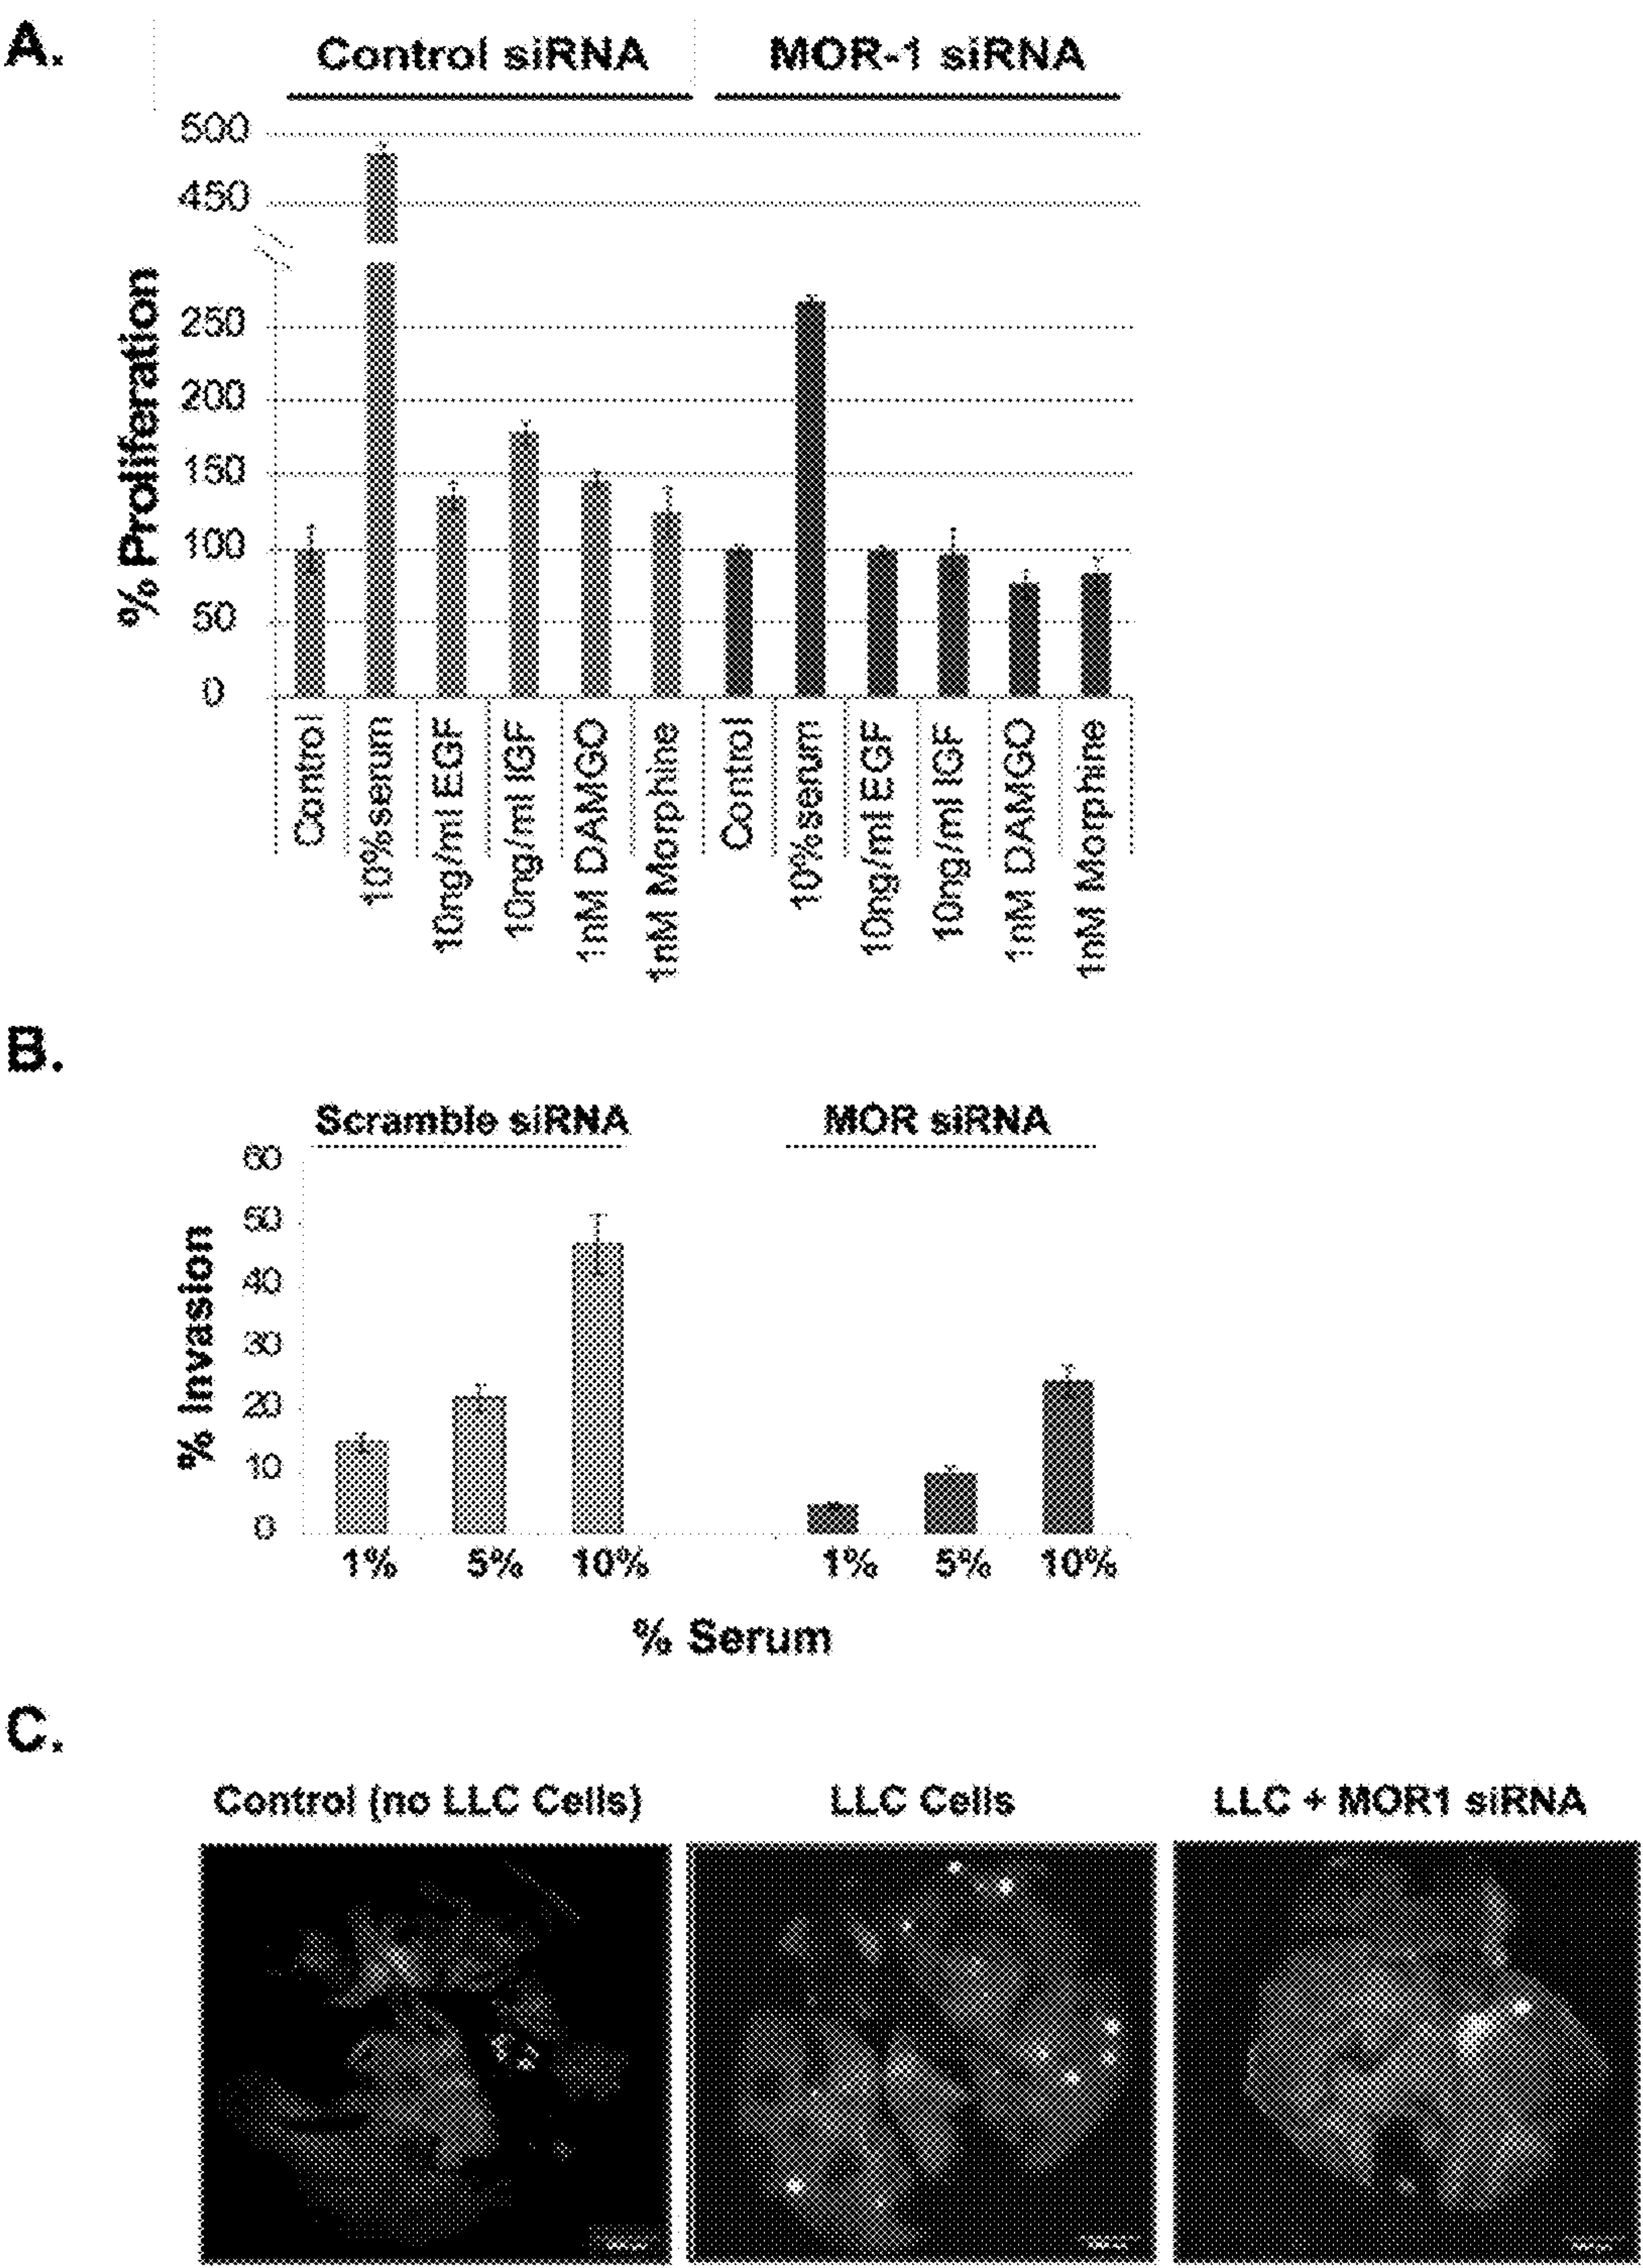 A.
Control siRNA MOR-1 siRNA
500
450
250
200
150
100
50
0
% Proliferation
Control
10%serum
10ng/ml EGF
10ng/ml IGF
1nM DAMGO
1nM Morphine
Control
10%serum
10ng/ml EGF
10ng/ml IGF
1nM DAMGO
1nM Morphine
B.
Scramble siRNA MOR siRNA
60
50
40
30
20
10
0
% Invasion
1% 5% 10% 1% 5% 10%
% Serum
C.
Control (no LLC Cells) LLC Cells LLC + MOR1 siRNA